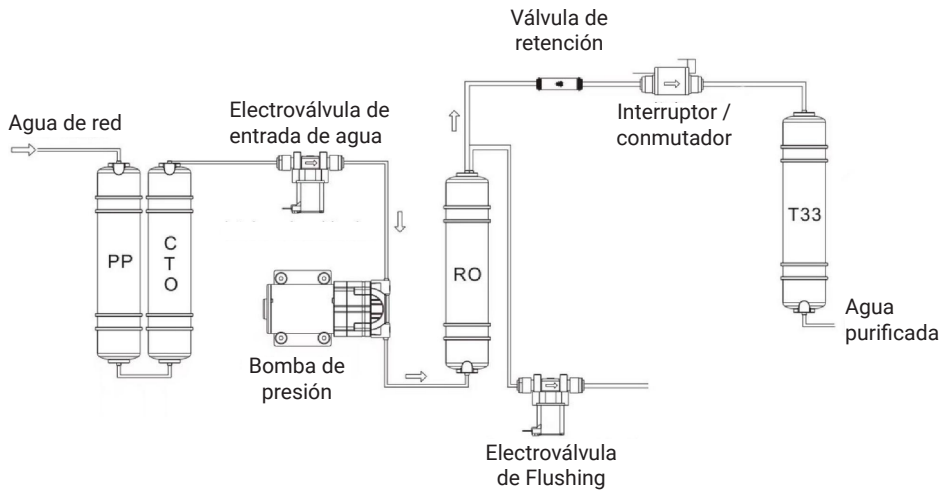 Válvula de
retención
Electroválvula de
entrada de agua
Agua de red
Interruptor /
conmutador
PP
C
T
O
RO
T33
Agua
purificada
Bomba de
presión
Electroválvula
de Flushing